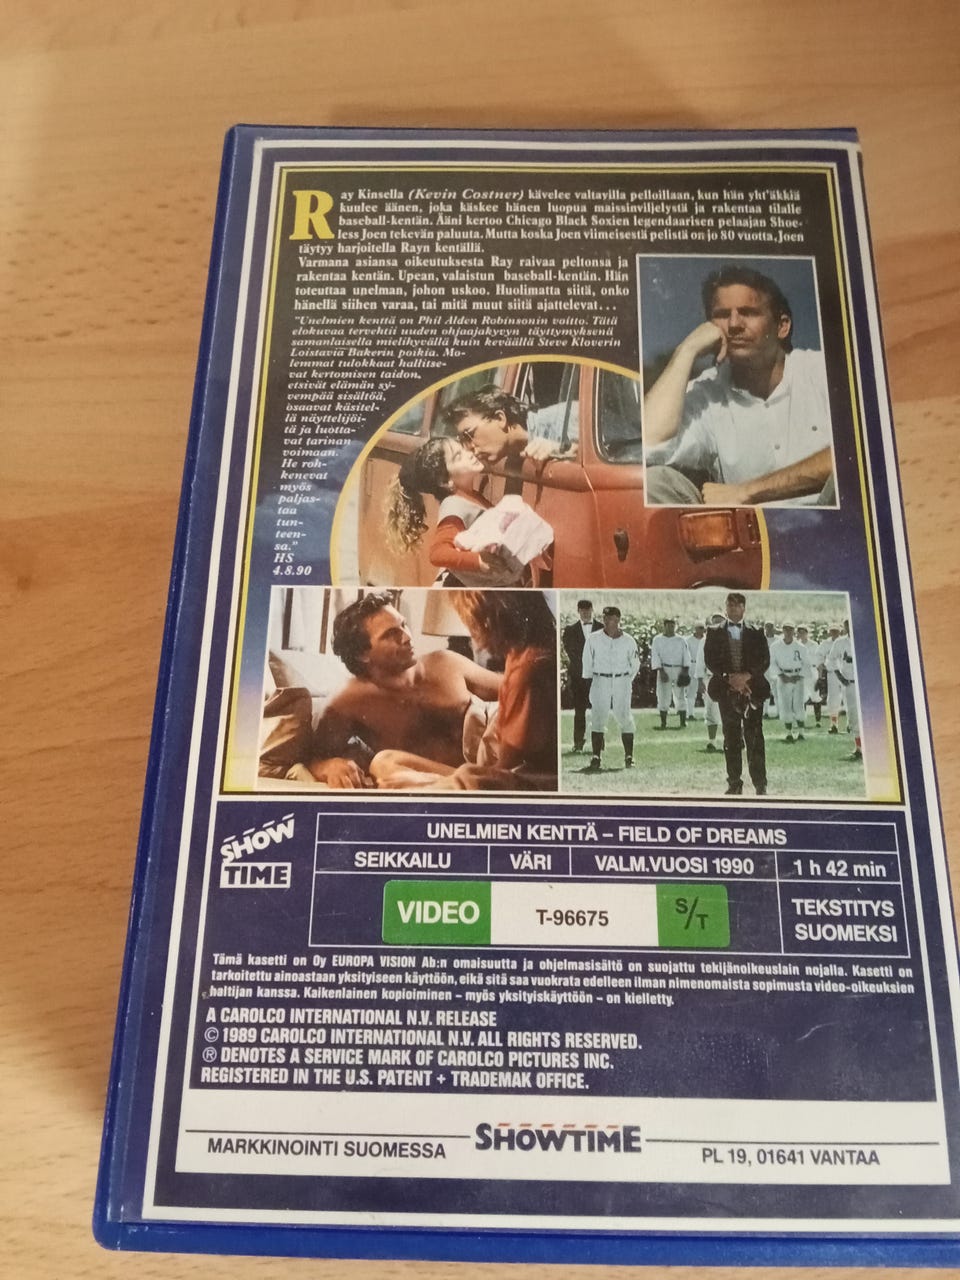 Ray Kinsella (Kevin Costner) kävelee valtavilla pelloillaan, kun hän yht'äkkiä
kuulee äänen, joka käskee hänen luopua maissinviljelystä ja rakentaa tilalle
baseball-kentän. Ääni kertoo Chicago Black Soxien legendaarisen pelaajan Shoe-
less Joen tekevän paluuta. Mutta koska Joen viimeisestä pelistä on jo 80 vuotta, Joen
täytyy harjoitella Rayn kentällä.
Varmana asiansa oikeutuksesta Ray raivaa peltonsa ja
rakentaa kentän. Upean, valaistun baseball-kentän. Hän
toteuttaa unelman, johon uskoo. Huolimatta siitä, onko
hänellä siihen varaa, tai mitä muut siitä ajattelevat...
"Unelmien kenttä on Phil Alden Robinsonin voitto. Tätä
elokuvaa tervehtii uuden ohjaajakyvyn täyttymyksenä
samanlaisella mielihyvällä kuin keväällä Steve Kloverin
Loistavia Bakerin poikia. Mo-
lemmat tulokkaat hallitse-
vat kertomisen taidon,
etsivät elämän sy-
vempää sisältöä,
osaavat käsitel-
lä näyttelijöi-
tä ja luotta-
vat tarinan
voimaan.
He roh-
kenevat
myös
paljas-
taa
tun-
teen-
sa."
HS
4.8.90
SHOW
TIME
UNELMIEN KENTTÄ – FIELD OF DREAMS
SEIKKAILU VÄRI VALM.VUOSI 1990 1 h 42 min
VIDEO T-96675 S/T
TEKSTITYS
SUOMEKSI
Tämä kasetti on Oy EUROPA VISION Ab:n omaisuutta ja ohjelmasisältö on suojattu tekijänoikeuslain nojalla. Kasetti on
tarkoitettu ainoastaan yksityiseen käyttöön, eikä sitä saa vuokrata edelleen ilman nimenomaista sopimusta video-oikeuksien
haltijan kanssa. Kaikenlainen kopioiminen – myös yksityiskäyttöön – on kielletty.
A CAROLCO INTERNATIONAL N.V. RELEASE
© 1989 CAROLCO INTERNATIONAL N.V. ALL RIGHTS RESERVED.
® DENOTES A SERVICE MARK OF CAROLCO PICTURES INC.
REGISTERED IN THE U.S. PATENT + TRADEMAK OFFICE.
MARKKINOINTI SUOMESSA SHOWTIME PL 19, 01641 VANTAA